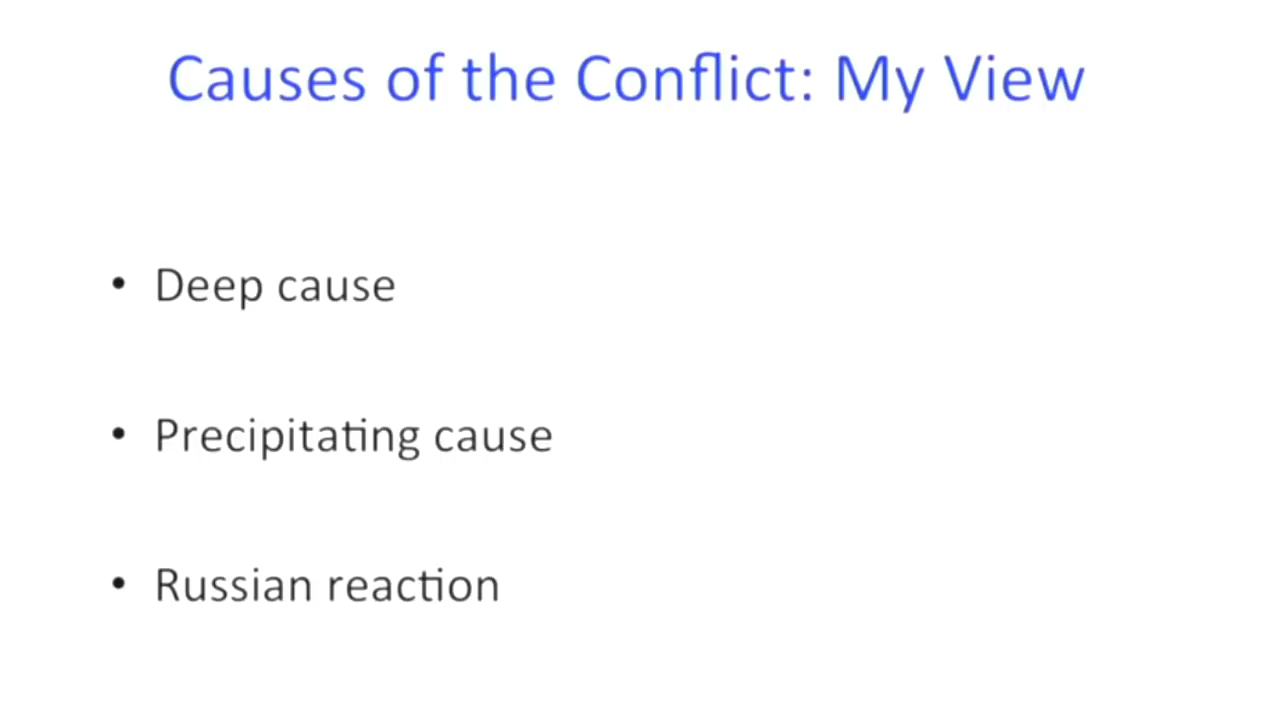 Causes of the Conflict: My View
• Deep cause
• Precipitating cause
• Russian reaction